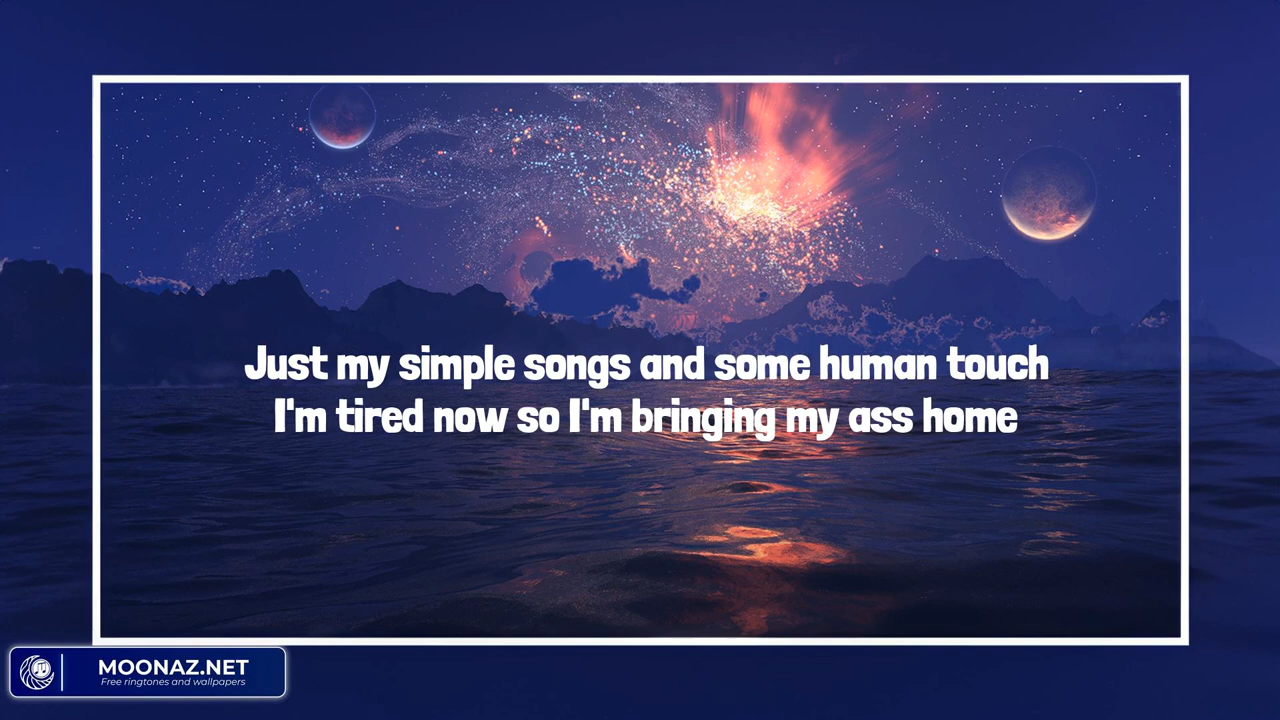 Just my simple songs and some human touch
I'm tired now so I'm bringing my ass home
MOONAZ.NET
Free ringtones and wallpapers